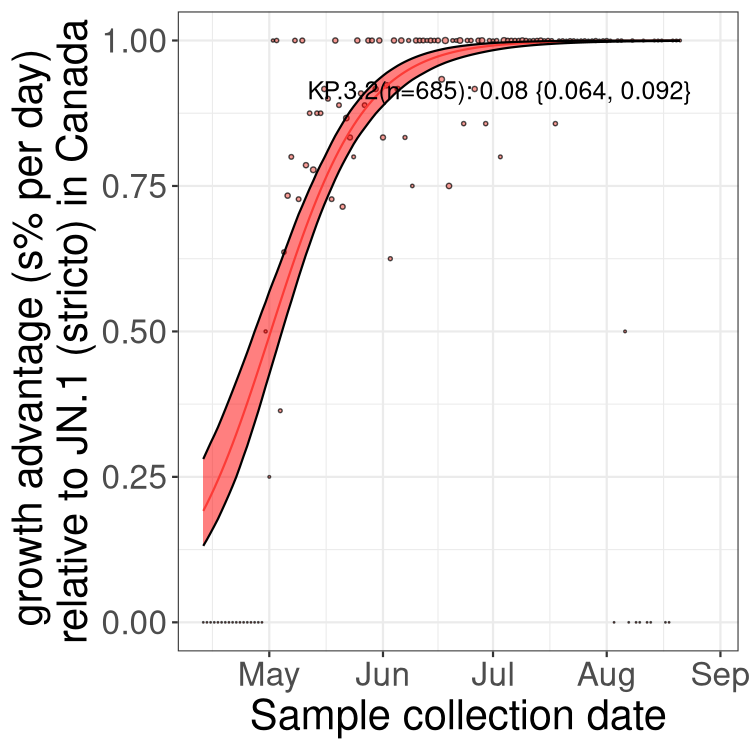 growth advantage (s% per day)
relative to JN.1 (stricto) in Canada
1.00
0.75
0.50
0.25
0.00
KP.3.2(n=685): 0.08 {0.064, 0.092}
May Jun Jul Aug Sep
Sample collection date